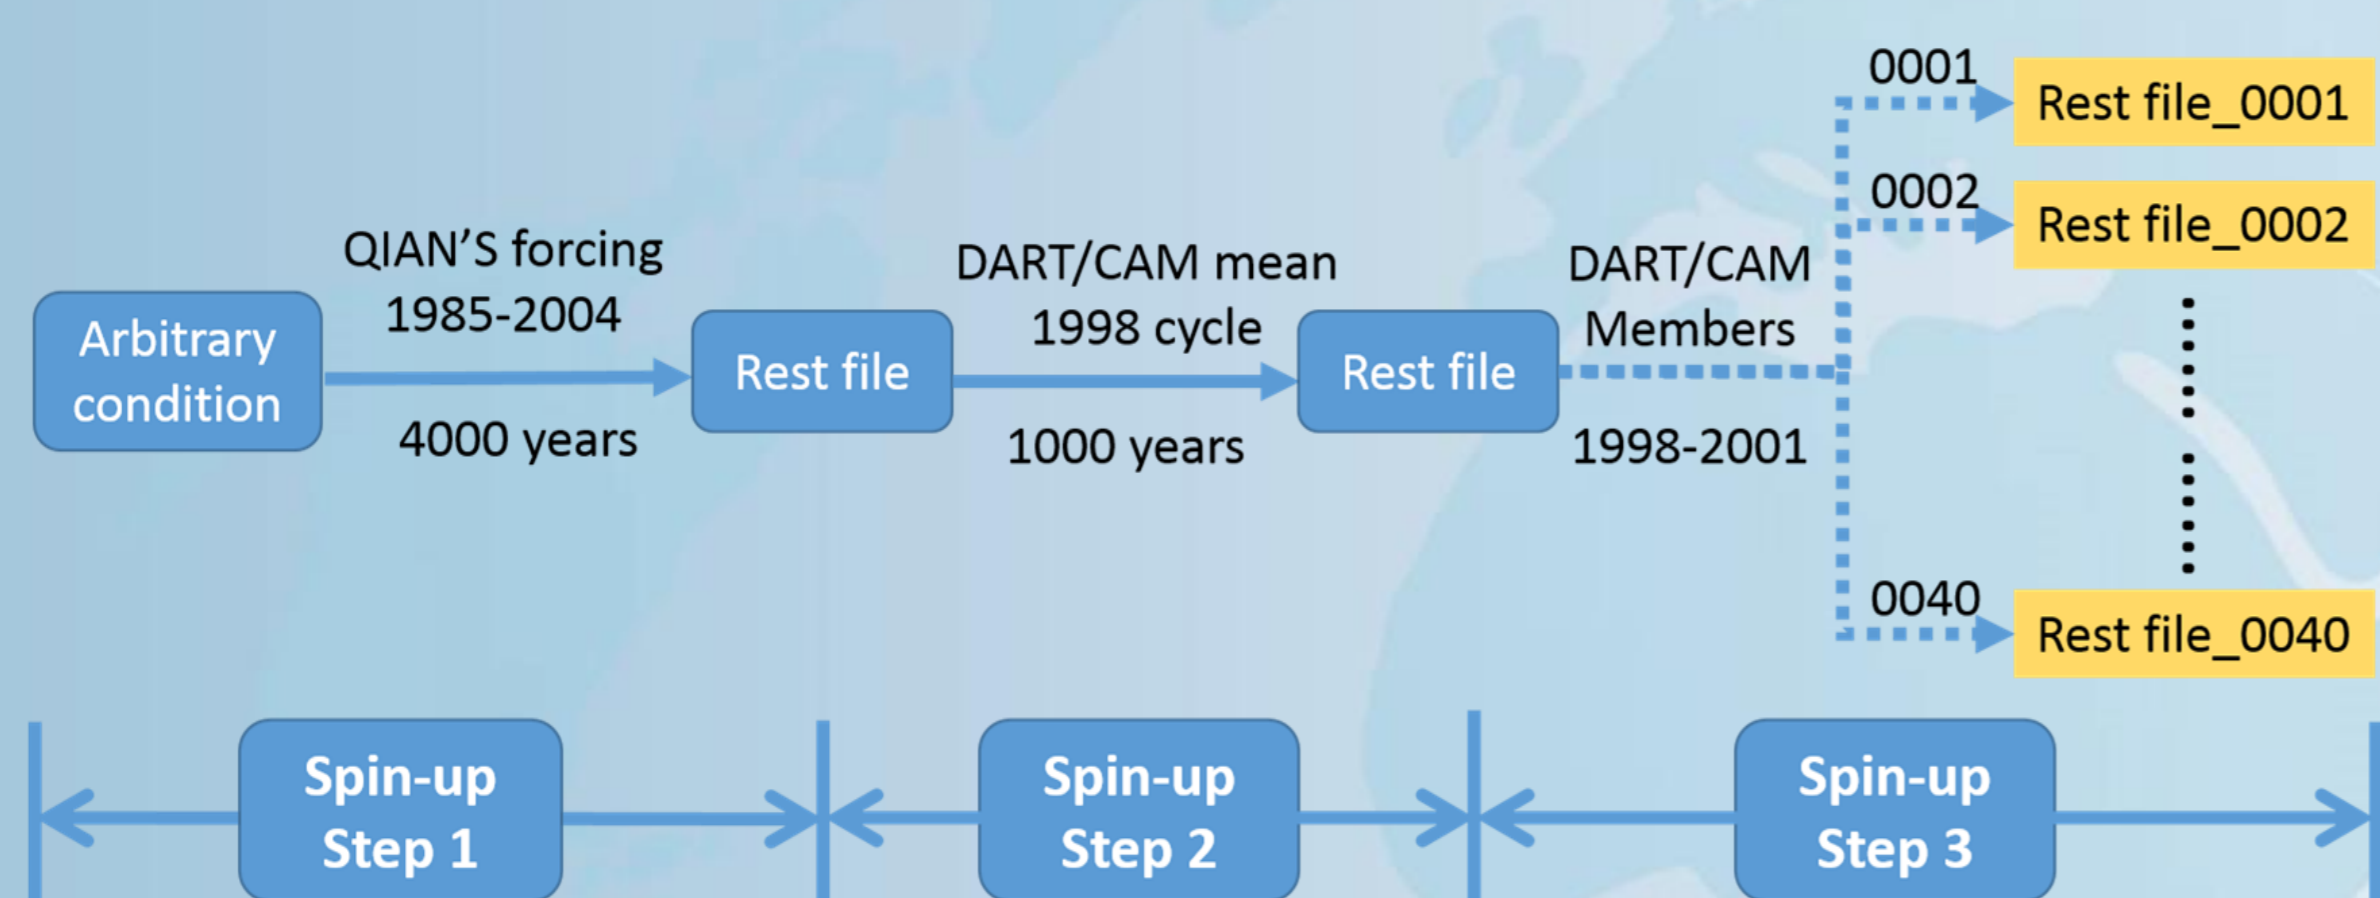 Arbitrary
condition
QIAN'S forcing
1985-2004
4000 years
Rest file
DART/CAM mean
1998 cycle
1000 years
Rest file
DART/CAM
Members
1998-2001
0001
Rest file_0001
0002
Rest file_0002
0040
Rest file_0040
Spin-up
Step 1
Spin-up
Step 2
Spin-up
Step 3